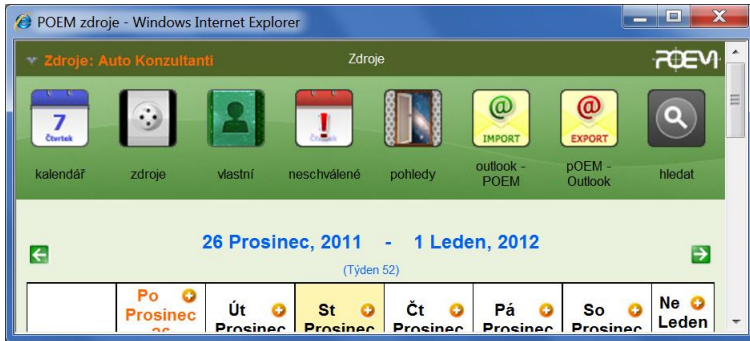 POEM zdroje - Windows Internet Explorer
Zdroje: Auto Konzultanti
Zdroje
POEM
7
Čtvrtek
IMPORT
EXPORT
kalendář
zdroje
vlastní
neschválené
pohledy
outlook -
POEM
pOEM -
Outlook
hledat
26 Prosinec, 2011 - 1 Leden, 2012
(Týden 52)
Po
Prosinec
26
Út
Prosinec
St
Prosinec
Čt
Prosinec
Pá
Prosinec
So
Prosinec
Ne
Leden